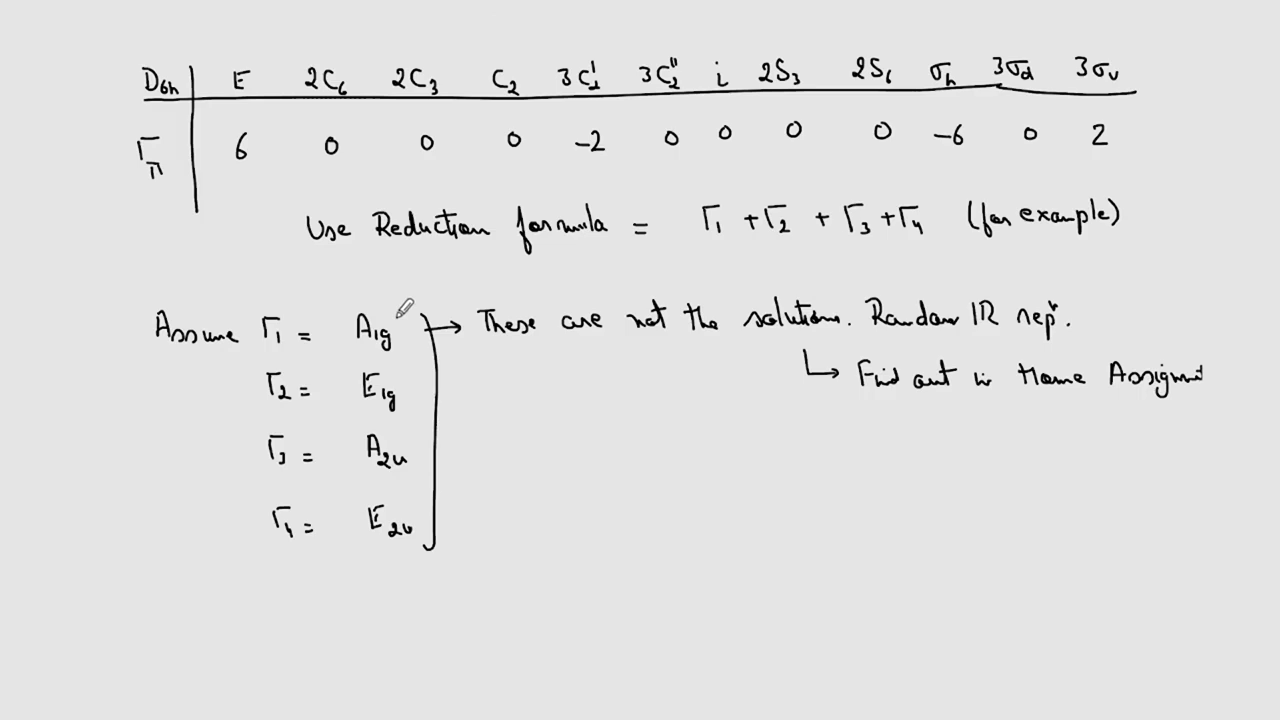 D6h E 2C6 2C3 C2 3C2' 3C2" i 2S3 2S6 σh 3σd 3σv
Γπ 6 0 0 0 -2 0 0 0 0 -6 0 2
Use Reduction formula = Γ1 + Γ2 + Γ3 + Γ4 (for example)
Assume Γ1 = A1g → These are not the solutions. Random IR repr.
Γ2 = E1g ↳ Find out in Home Assignment
Γ3 = A2u
Γ4 = E2u